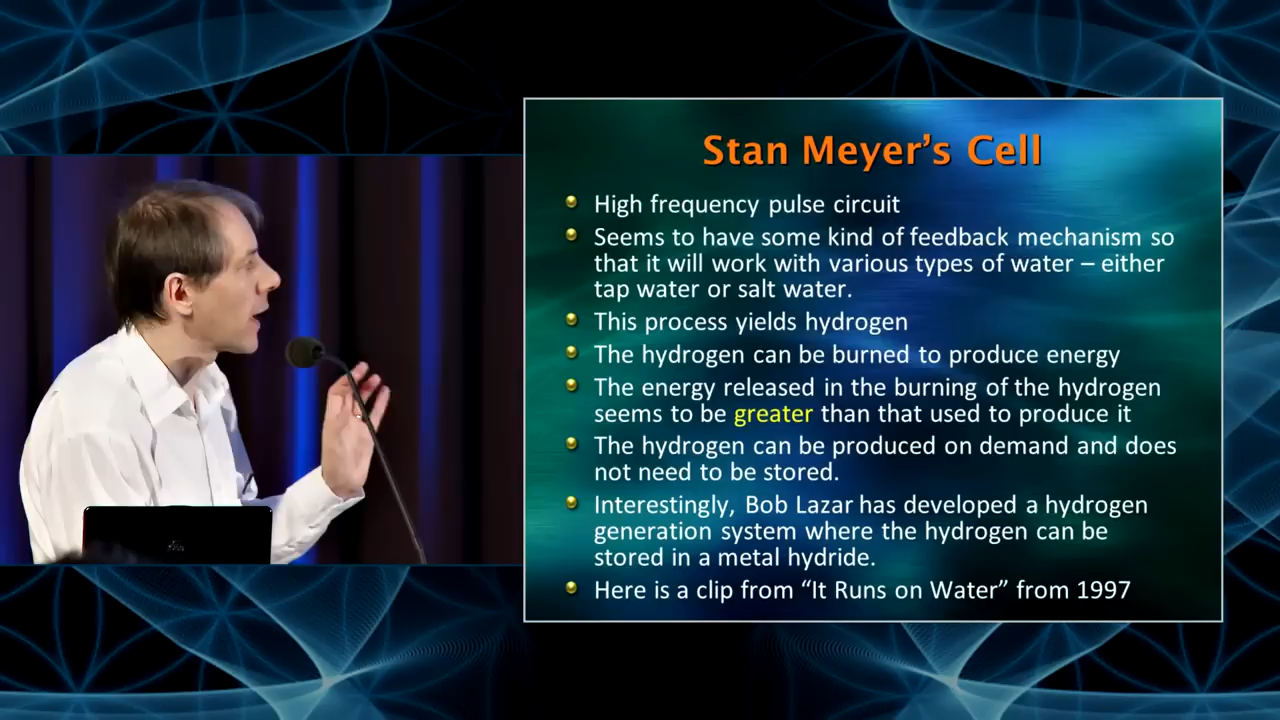 Stan Meyer's Cell
High frequency pulse circuit
Seems to have some kind of feedback mechanism so
that it will work with various types of water – either
tap water or salt water.
This process yields hydrogen
The hydrogen can be burned to produce energy
The energy released in the burning of the hydrogen
seems to be greater than that used to produce it
The hydrogen can be produced on demand and does
not need to be stored.
Interestingly, Bob Lazar has developed a hydrogen
generation system where the hydrogen can be
stored in a metal hydride.
Here is a clip from “It Runs on Water” from 1997